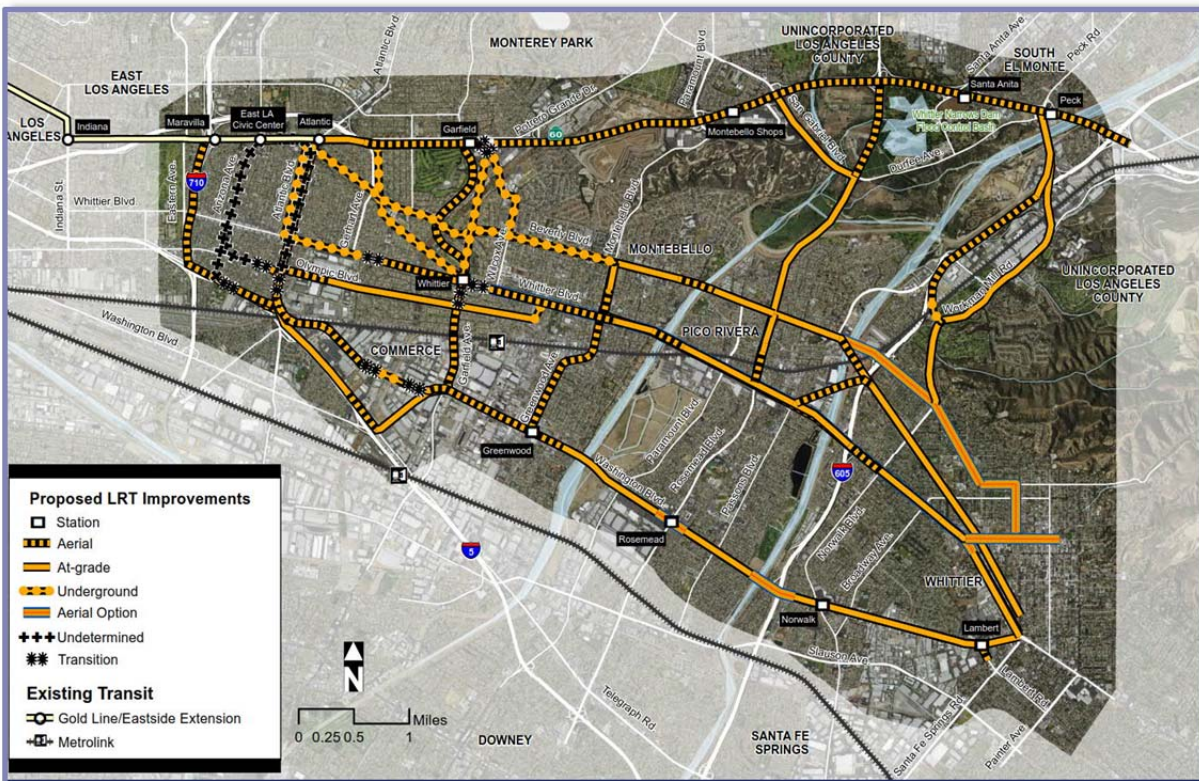 MONTEREY PARK
UNINCORPORATED
LOS ANGELES
COUNTY
SOUTH
EL MONTE
EAST
LOS ANGELES
LOS
ANGELES
Atlantic Blvd
Paramount Blvd
Santa Anita Ave
Peck Rd
Potrero Grande Dr.
60
Indiana
Maravilla
East LA
Civic Center
Atlantic
Garfield
Montebello Shops
Santa Anita
Peck
Whittier Narrows Dam
Flood Control Basin
San Gabriel Blvd.
Durfee Ave.
710
Indiana St.
Whittier Blvd
Eastern Ave.
Arizona Ave.
Atlantic Blvd.
Gerhart Ave.
Wilcox Ave.
Montebello Blvd.
Beverly Blvd.
MONTEBELLO
Olympic Blvd.
Whittier
Whittier Blvd.
Workman Mill Rd.
UNINCORPORATED
LOS ANGELES
COUNTY
Washington Blvd
COMMERCE
Garfield Ave.
Greenwood Ave
PICO RIVERA
Greenwood
Washington Blvd.
Paramount Blvd.
Rosemead Blvd.
Passons Blvd.
605
Norwalk Blvd.
Broadway Ave.
Rosemead
5
WHITTIER
Norwalk
Lambert
Slauson Ave.
Lambert Rd.
Telegraph Rd
Santa Fe Springs Rd
Painter Ave.
DOWNEY
SANTA FE
SPRINGS
Proposed LRT Improvements
Station
Aerial
At-grade
Underground
Aerial Option
Undetermined
Transition
Existing Transit
Gold Line/Eastside Extension
Metrolink
N
Miles
0 0.25 0.5 1